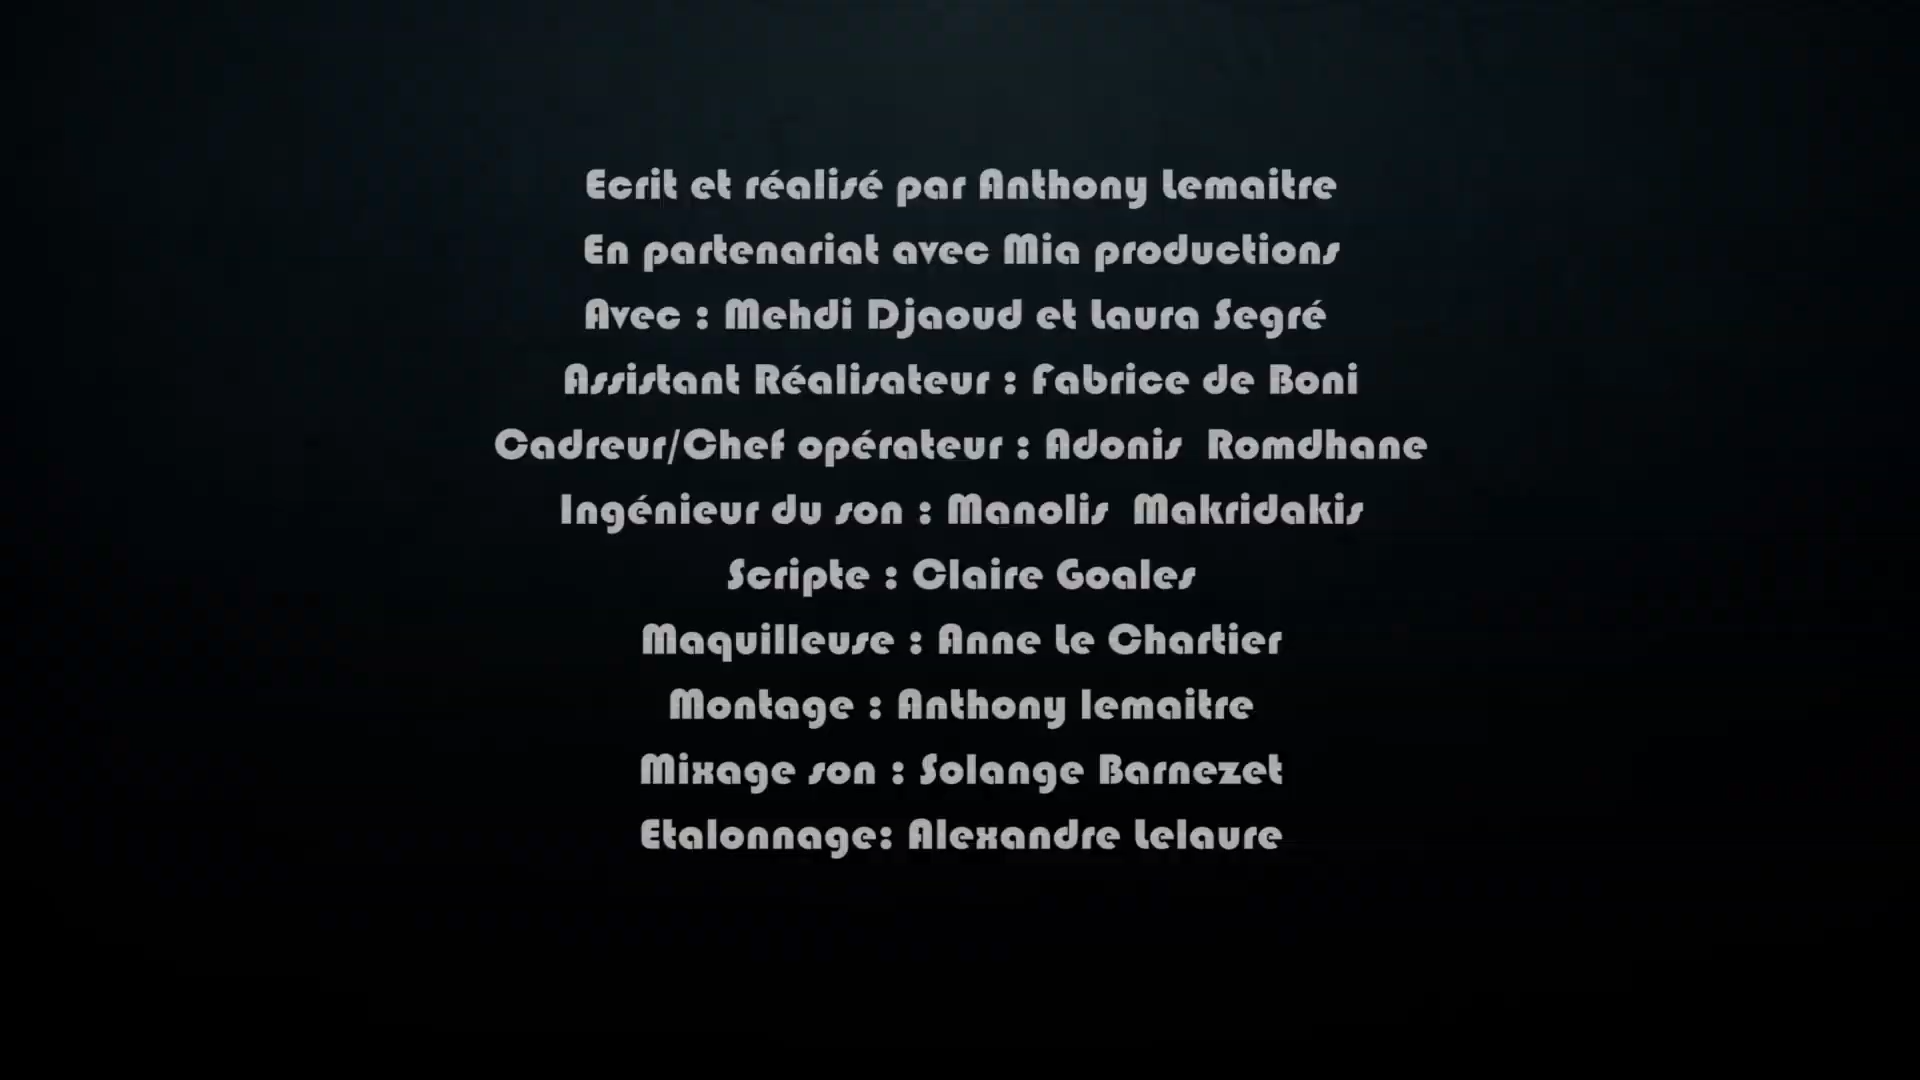 Ecrit et réalisé par Anthony Lemaitre
En partenariat avec Mia productions
Avec : Mehdi Djaoud et Laura Segré
Assistant Réalisateur : Fabrice de Boni
Cadreur/Chef opérateur : Adonis Romdhane
Ingénieur du son : Manolis Makridakis
Scripte : Claire Goales
Maquilleuse : Anne Le Chartier
Montage : Anthony lemaitre
Mixage son : Solange Barnezet
Etalonnage: Alexandre Lelaure